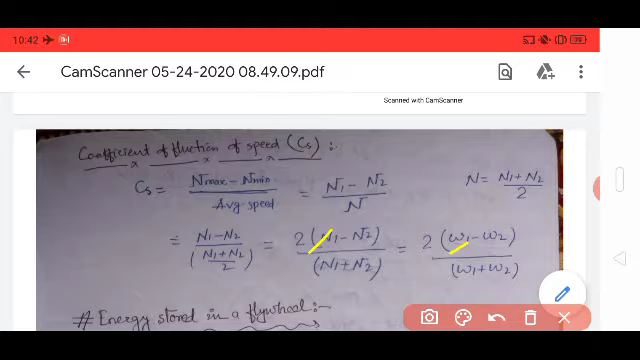 10:42
39
CamScanner 05-24-2020 08.49.09.pdf
Scanned with CamScanner
Coefficient of fluction of speed (Cs) :
Cs = Nmax - Nmin / Avg speed = N1 - N2 / N
N = N1 + N2 / 2
= N1 - N2 / (N1 + N2 / 2) = 2 (N1 - N2) / (N1 + N2) = 2 (ω1 - ω2) / (ω1 + ω2)
# Energy stored in a flywheel :-